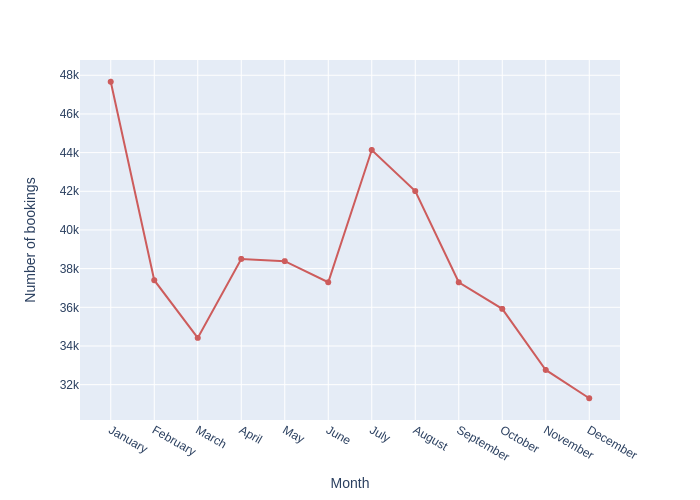 48k
46k
44k
42k
40k
38k
36k
34k
32k
Number of bookings
January
February
March
April
May
June
July
August
September
October
November
December
Month